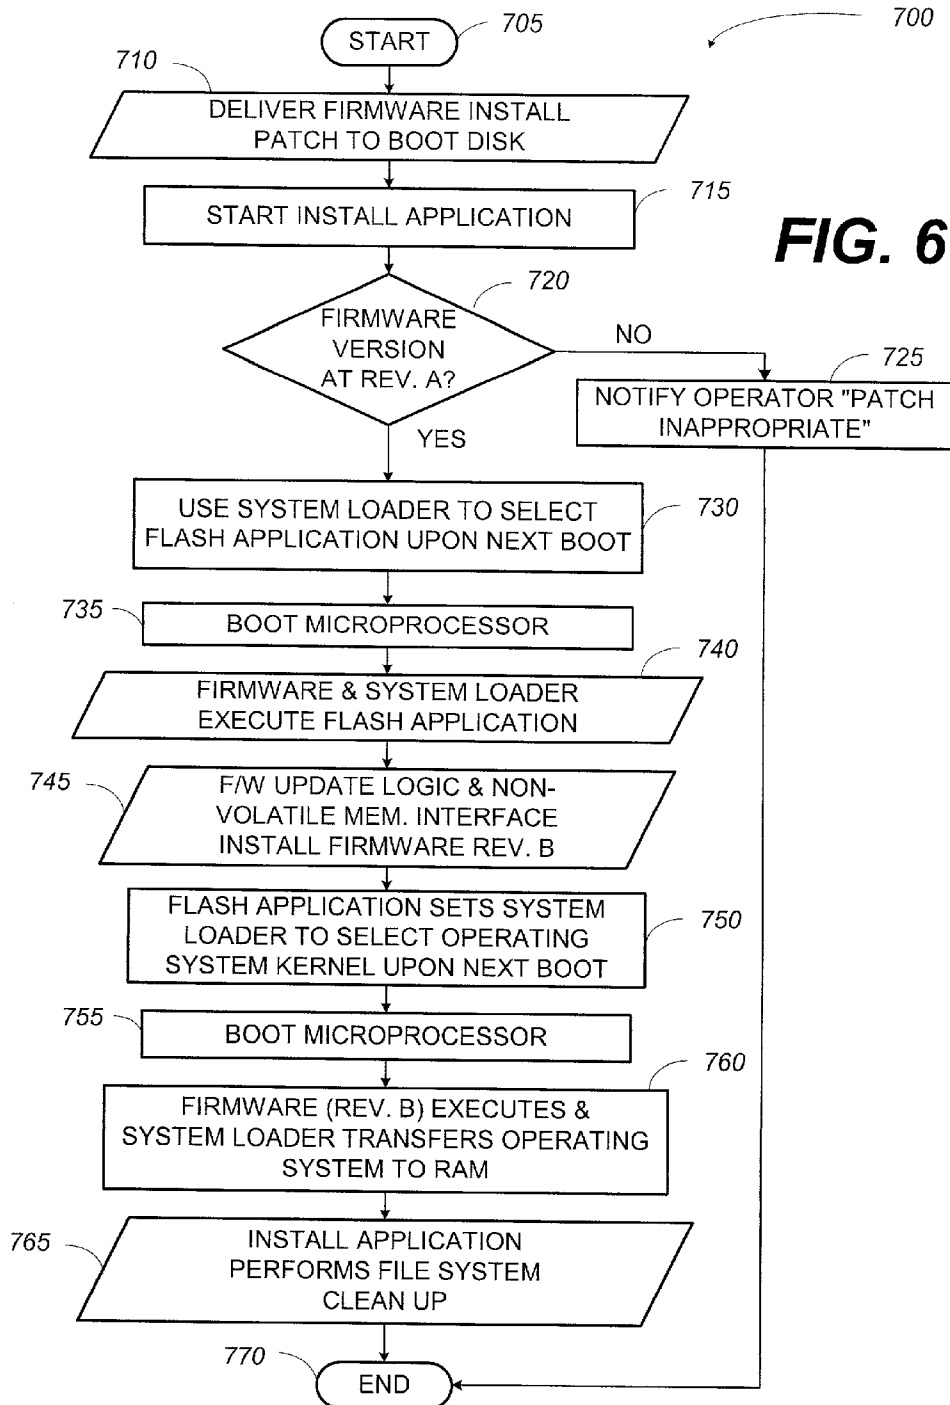 700
START
705
710
DELIVER FIRMWARE INSTALL
PATCH TO BOOT DISK
715
START INSTALL APPLICATION
FIG. 6
720
FIRMWARE
VERSION
AT REV. A?
NO
725
NOTIFY OPERATOR "PATCH
INAPPROPRIATE"
YES
730
USE SYSTEM LOADER TO SELECT
FLASH APPLICATION UPON NEXT BOOT
735
BOOT MICROPROCESSOR
740
FIRMWARE & SYSTEM LOADER
EXECUTE FLASH APPLICATION
745
F/W UPDATE LOGIC & NON-
VOLATILE MEM. INTERFACE
INSTALL FIRMWARE REV. B
750
FLASH APPLICATION SETS SYSTEM
LOADER TO SELECT OPERATING
SYSTEM KERNEL UPON NEXT BOOT
755
BOOT MICROPROCESSOR
760
FIRMWARE (REV. B) EXECUTES &
SYSTEM LOADER TRANSFERS OPERATING
SYSTEM TO RAM
765
INSTALL APPLICATION
PERFORMS FILE SYSTEM
CLEAN UP
770
END